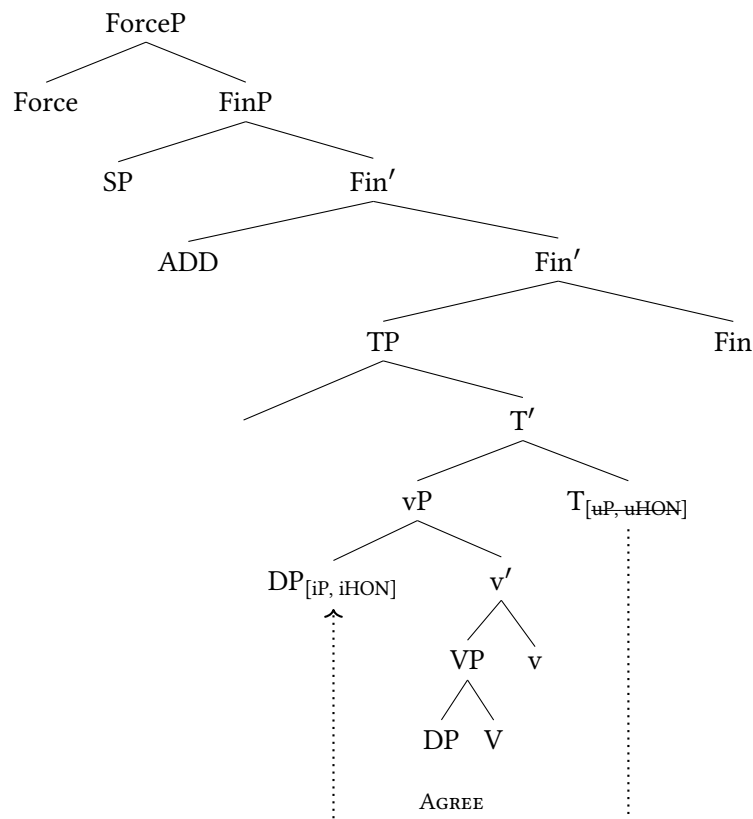 ForceP
Force FinP
SP Fin′
ADD Fin′
TP Fin
T′
vP T[uP, uHON]
DP[iP, iHON] v′
VP v
DP V
AGREE